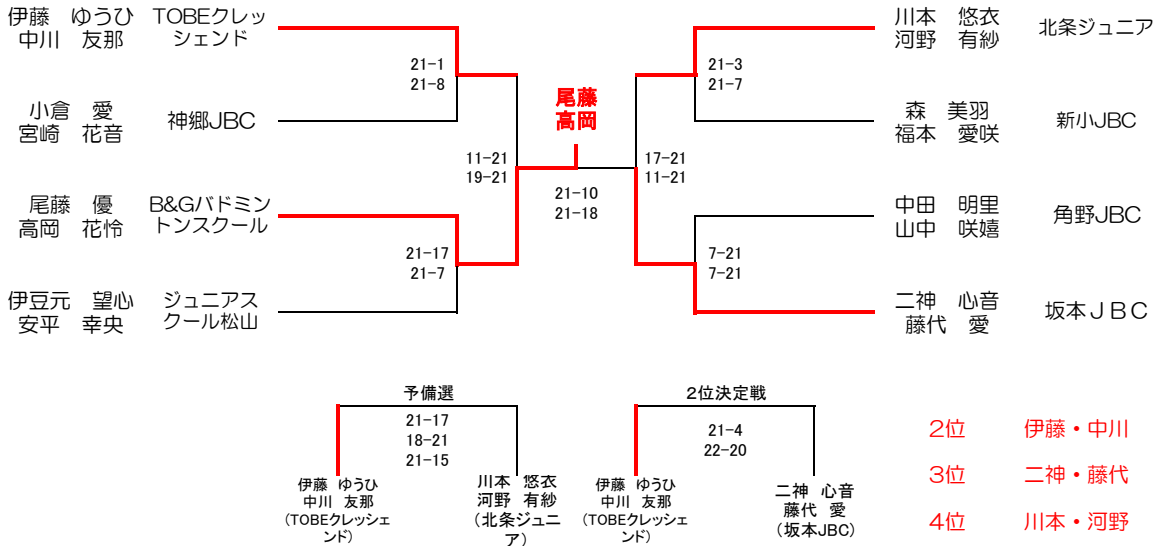 伊藤　ゆうひ
中川　友那
TOBEクレッ
シェンド
小倉　愛
宮崎　花音
神郷JBC
尾藤　優
高岡　花怜
B&Gバドミン
トンスクール
伊豆元　望心
安平　幸央
ジュニアス
クール松山
21-1
21-8
21-17
21-7
11-21
19-21
尾藤
高岡
21-10
21-18
17-21
11-21
21-3
21-7
7-21
7-21
川本　悠衣
河野　有紗
北条ジュニア
森　美羽
福本　愛咲
新小JBC
中田　明里
山中　咲嬉
角野JBC
二神　心音
藤代　愛
坂本ＪＢＣ
予備選
21-17
18-21
21-15
伊藤　ゆうひ
中川　友那
（TOBEクレッシェ
ンド）
川本　悠衣
河野　有紗
（北条ジュニ
ア）
2位決定戦
21-4
22-20
伊藤　ゆうひ
中川　友那
（TOBEクレッシェ
ンド）
二神　心音
藤代　愛
（坂本JBC）
2位　伊藤・中川
3位　二神・藤代
4位　川本・河野